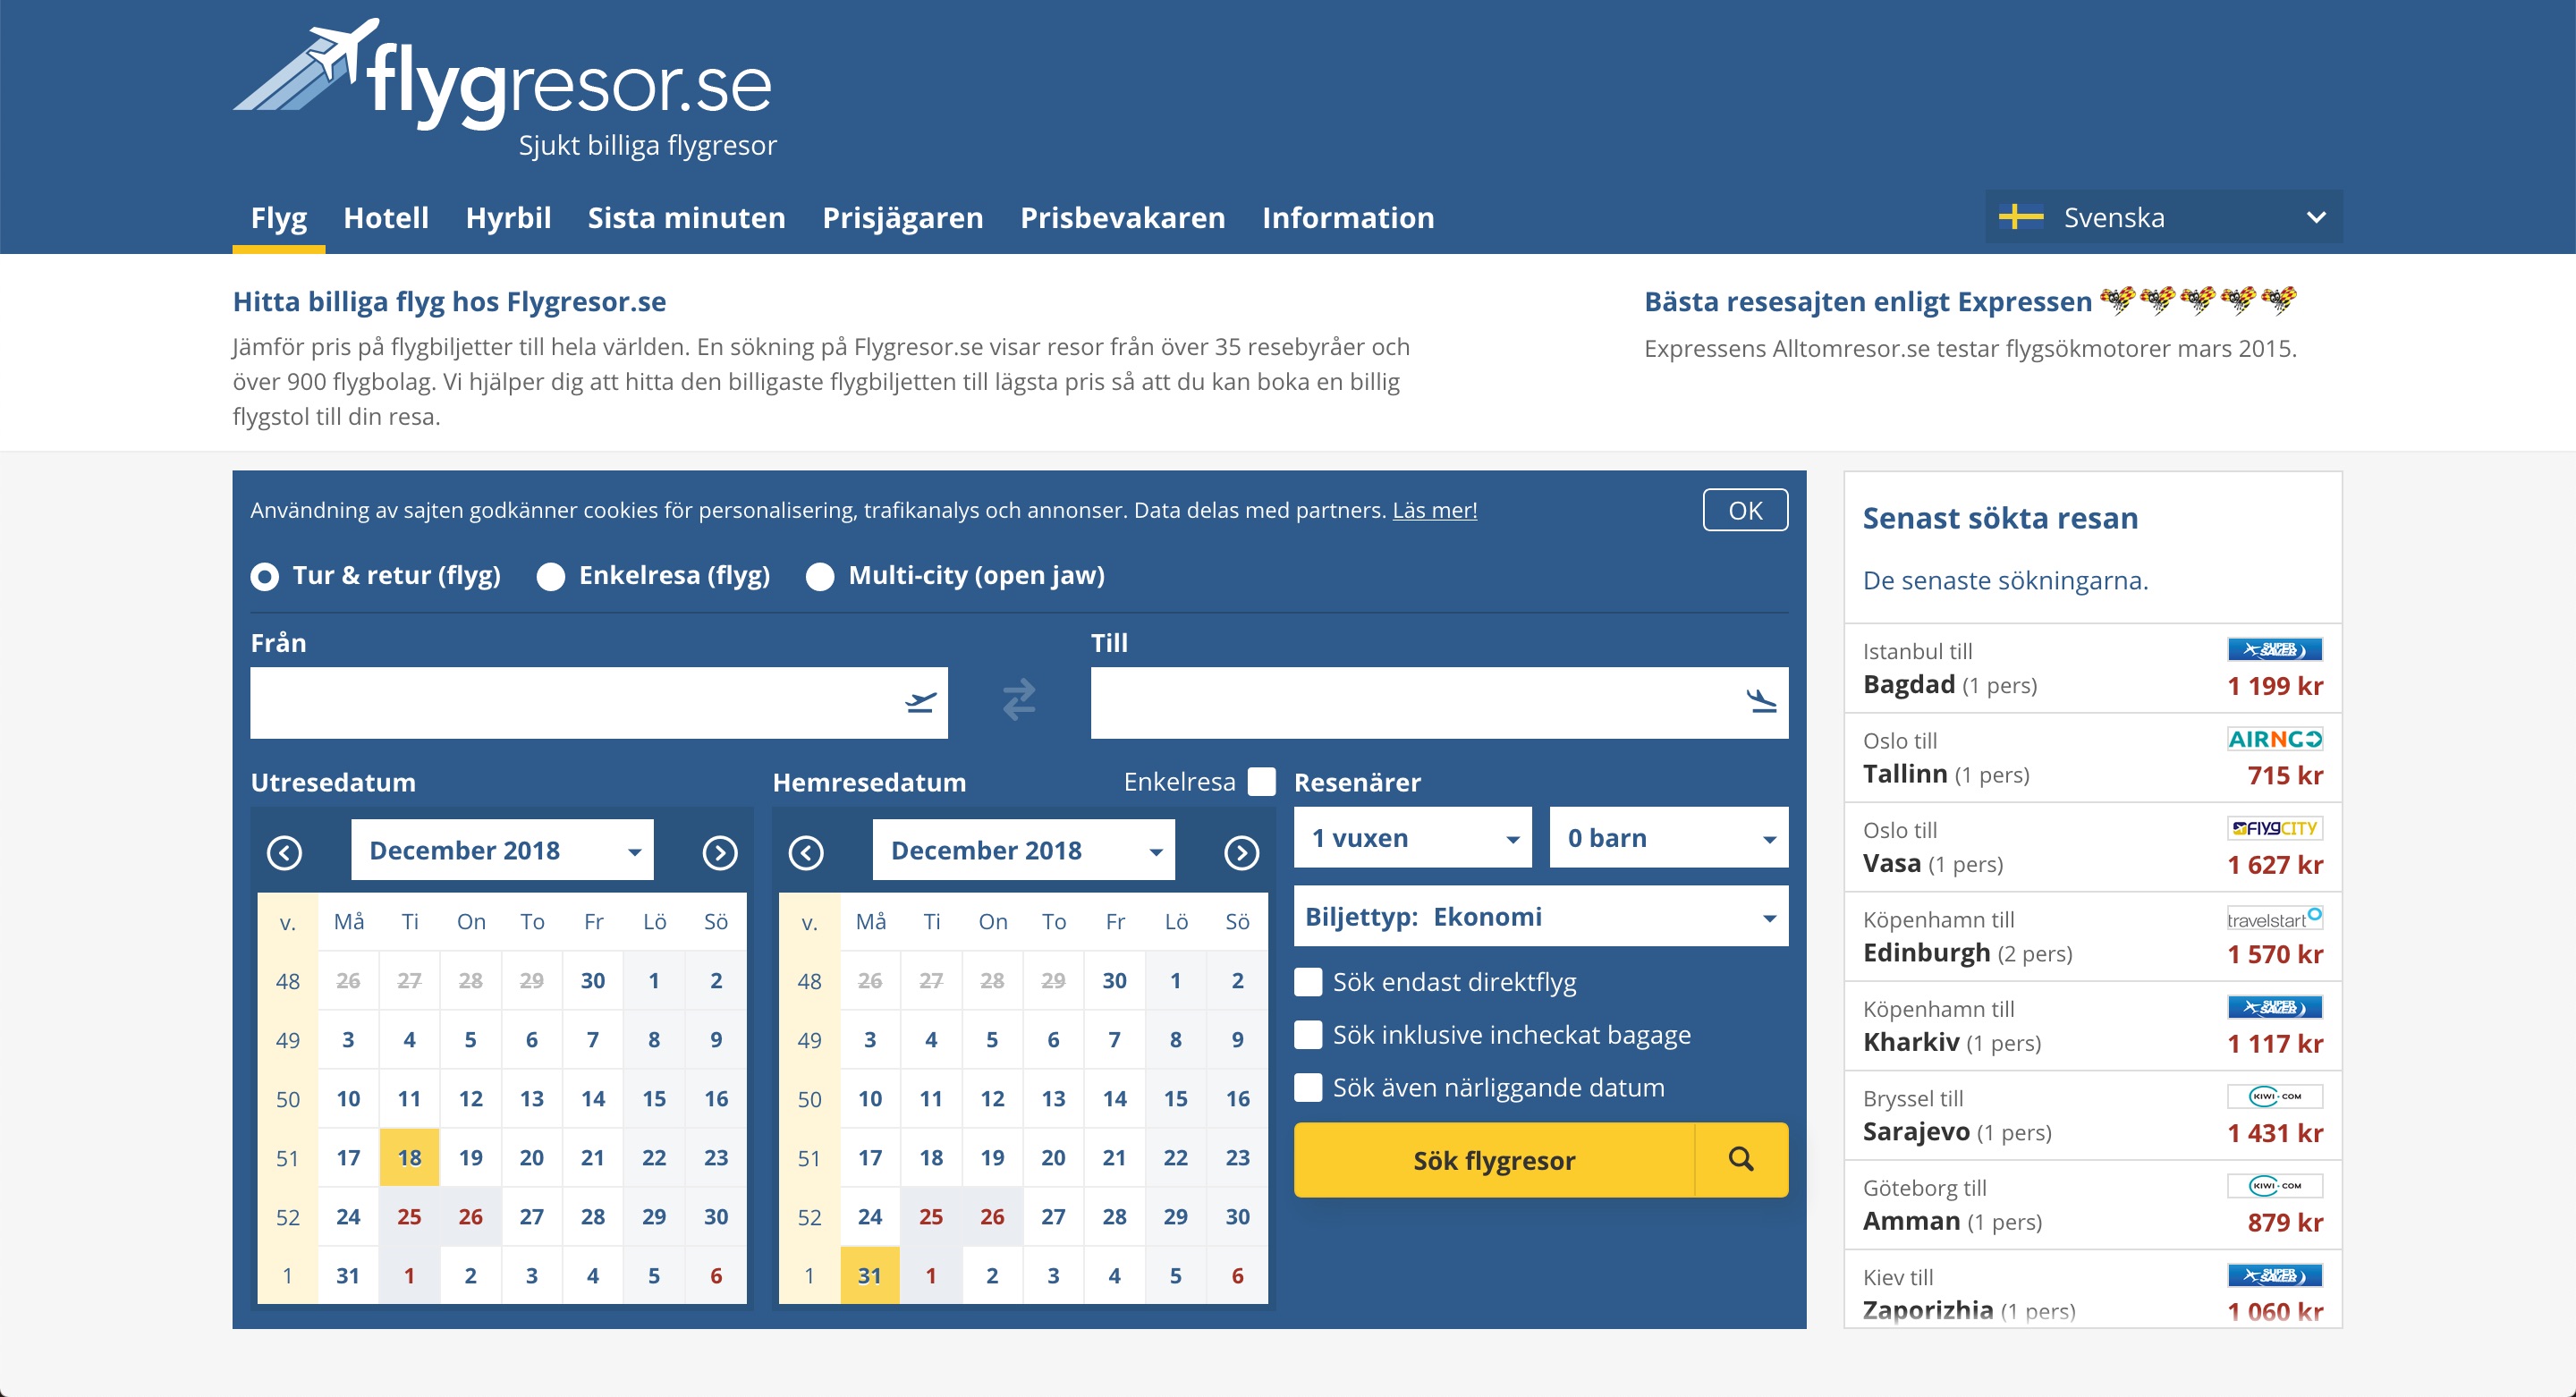 flygresor.se
Sjukt billiga flygresor
Flyg Hotell Hyrbil Sista minuten Prisjägaren Prisbevakaren Information
Svenska
Hitta billiga flyg hos Flygresor.se
Jämför pris på flygbiljetter till hela världen. En sökning på Flygresor.se visar resor från över 35 resebyråer och
över 900 flygbolag. Vi hjälper dig att hitta den billigaste flygbiljetten till lägsta pris så att du kan boka en billig
flygstol till din resa.
Bästa resesajten enligt Expressen
Expressens Alltomresor.se testar flygsökmotorer mars 2015.
Användning av sajten godkänner cookies för personalisering, trafikanalys och annonser. Data delas med partners. Läs mer!
OK
Tur & retur (flyg) Enkelresa (flyg) Multi-city (open jaw)
Från
Till
Utresedatum
December 2018
v. Må Ti On To Fr Lö Sö
48 26 27 28 29 30 1 2
49 3 4 5 6 7 8 9
50 10 11 12 13 14 15 16
51 17 18 19 20 21 22 23
52 24 25 26 27 28 29 30
1 31 1 2 3 4 5 6
Hemresedatum
Enkelresa
December 2018
v. Må Ti On To Fr Lö Sö
48 26 27 28 29 30 1 2
49 3 4 5 6 7 8 9
50 10 11 12 13 14 15 16
51 17 18 19 20 21 22 23
52 24 25 26 27 28 29 30
1 31 1 2 3 4 5 6
Resenärer
1 vuxen
0 barn
Biljettyp: Ekonomi
Sök endast direktflyg
Sök inklusive incheckat bagage
Sök även närliggande datum
Sök flygresor
Senast sökta resan
De senaste sökningarna.
Istanbul till
SUPER SAVER
Bagdad (1 pers)
1 199 kr
Oslo till
AIRNGO
Tallinn (1 pers)
715 kr
Oslo till
FlygCITY
Vasa (1 pers)
1 627 kr
Köpenhamn till
travelstart
Edinburgh (2 pers)
1 570 kr
Köpenhamn till
SUPER SAVER
Kharkiv (1 pers)
1 117 kr
Bryssel till
KIWI.COM
Sarajevo (1 pers)
1 431 kr
Göteborg till
KIWI.COM
Amman (1 pers)
879 kr
Kiev till
SUPER SAVER
Zaporizhia (1 pers)
1 060 kr